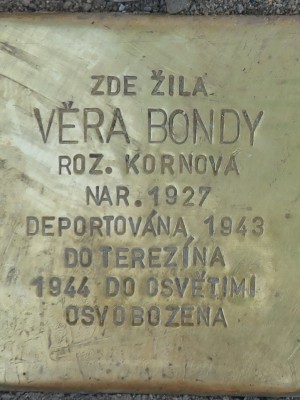 ZDE ŽILA
VĚRA BONDY
ROZ. KORNOVÁ
NAR. 1927
DEPORTOVÁNA 1943
DO TEREZÍNA
1944 DO OSVĚTIMI
OSVOBOZENA